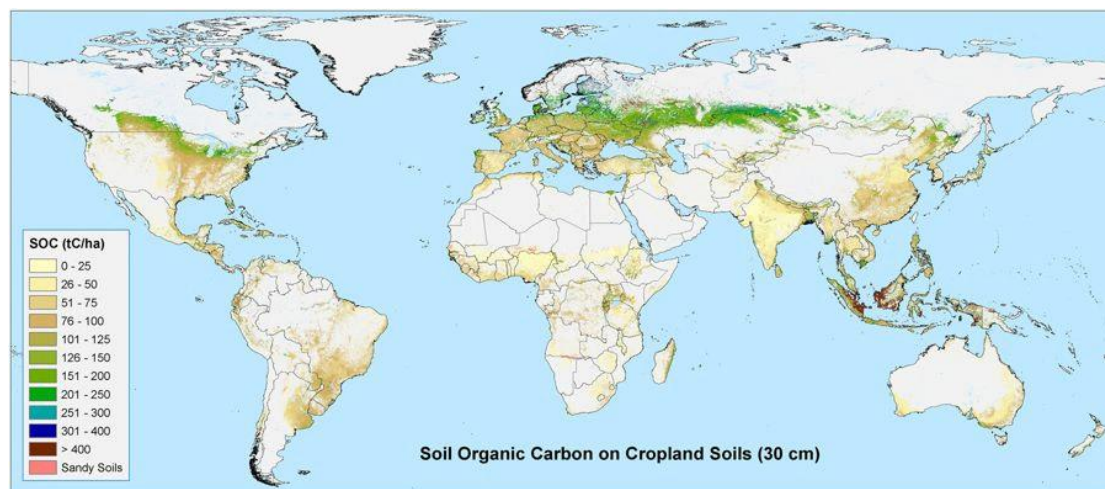 SOC (tC/ha)
0 - 25
26 - 50
51 - 75
76 - 100
101 - 125
126 - 150
151 - 200
201 - 250
251 - 300
301 - 400
> 400
Sandy Soils
Soil Organic Carbon on Cropland Soils (30 cm)